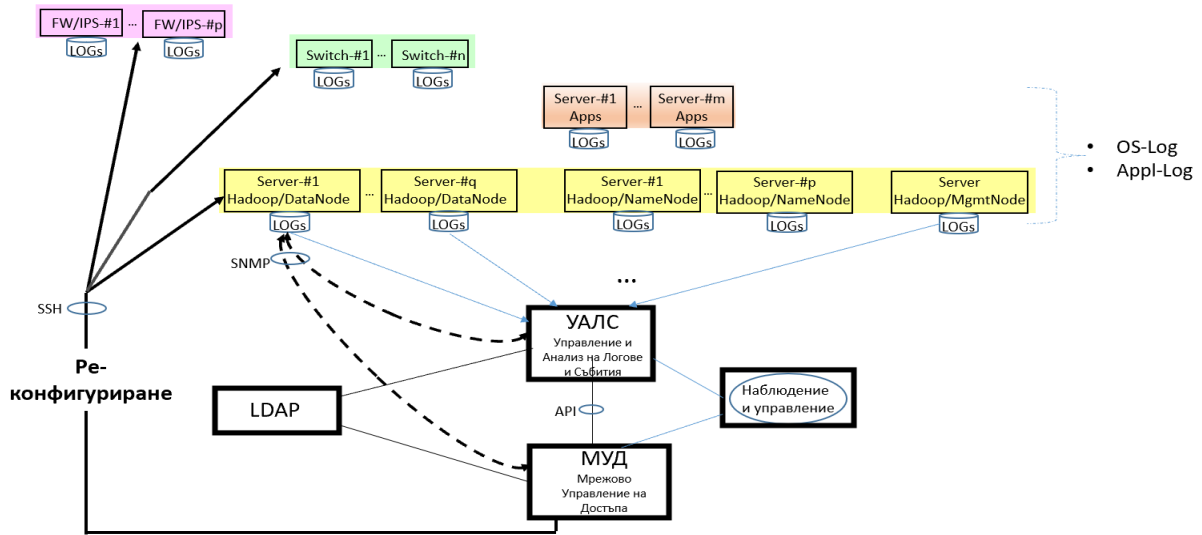 FW/IPS-#1 ... FW/IPS-#p
LOGs LOGs
Switch-#1 ... Switch-#n
LOGs LOGs
Server-#1 ... Server-#m
Apps Apps
LOGs LOGs
• OS-Log
• Appl-Log
Server-#1 ... Server-#q Server-#1 ... Server-#p Server
Hadoop/DataNode Hadoop/DataNode Hadoop/NameNode Hadoop/NameNode Hadoop/MgmtNode
LOGs LOGs LOGs LOGs LOGs
SNMP
...
SSH
УАЛС
Управление и
Анализ на Логове
и Събития
Ре-
конфигуриране
LDAP
API
Наблюдение
и управление
МУД
Мрежово
Управление на
Достъпа